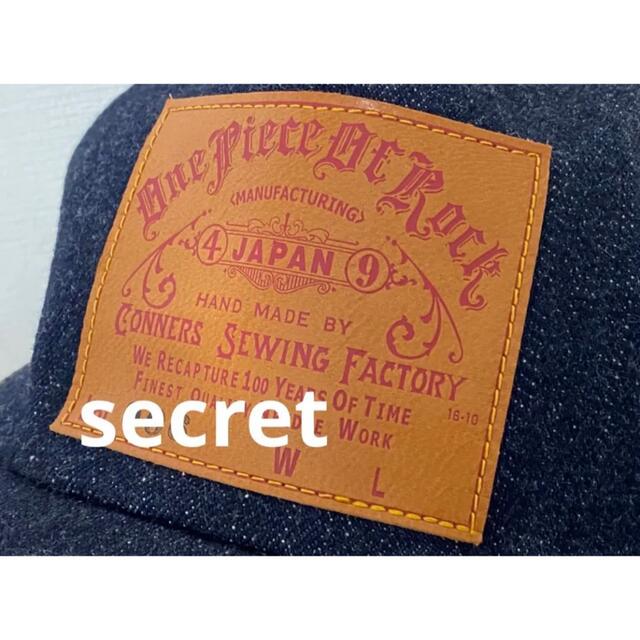 One Piece Of Rock
<MANUFACTURING>
4 JAPAN 9
HAND MADE BY
CONNERS SEWING FACTORY
WE RECAPTURE 100 YEARS OF TIME
FINEST WORK
16-10
W L
secret